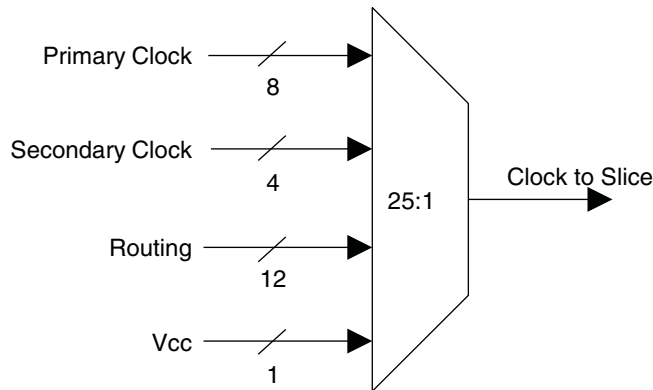 Primary Clock
8
Secondary Clock
4
25:1
Clock to Slice
Routing
12
Vcc
1